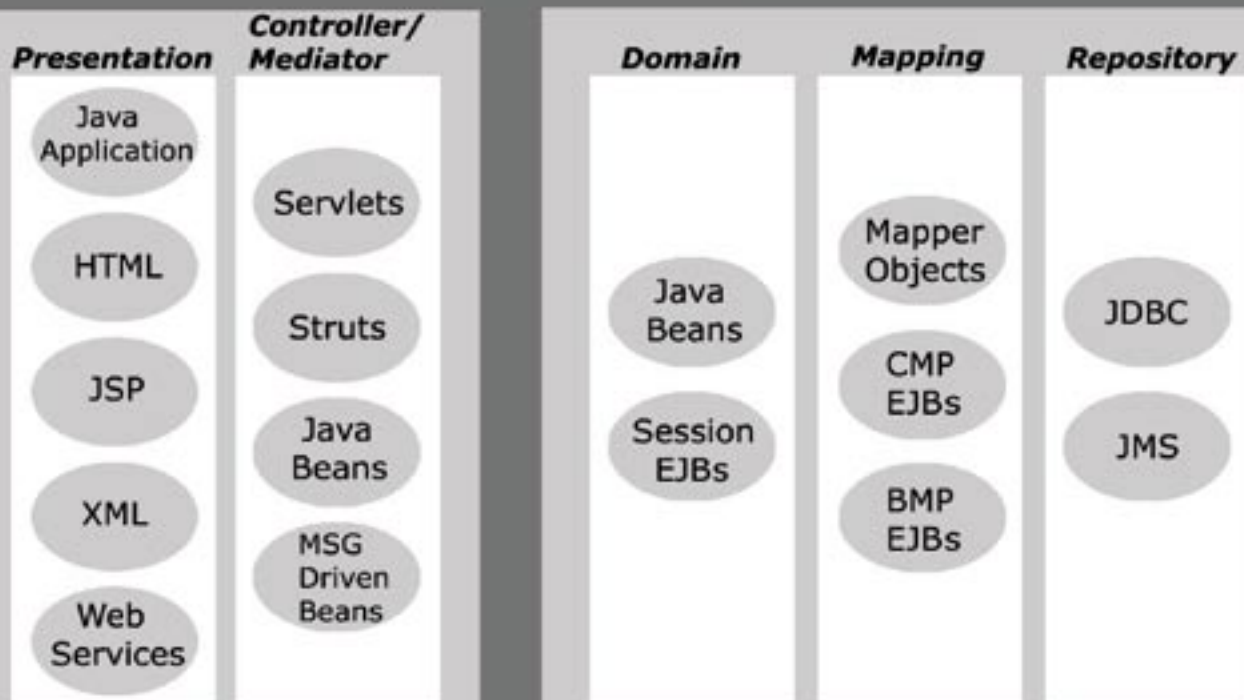 Presentation
Java
Application
HTML
JSP
XML
Web
Services
Controller/
Mediator
Servlets
Struts
Java
Beans
MSG
Driven
Beans
Domain
Java
Beans
Session
EJBs
Mapping
Mapper
Objects
CMP
EJBs
BMP
EJBs
Repository
JDBC
JMS